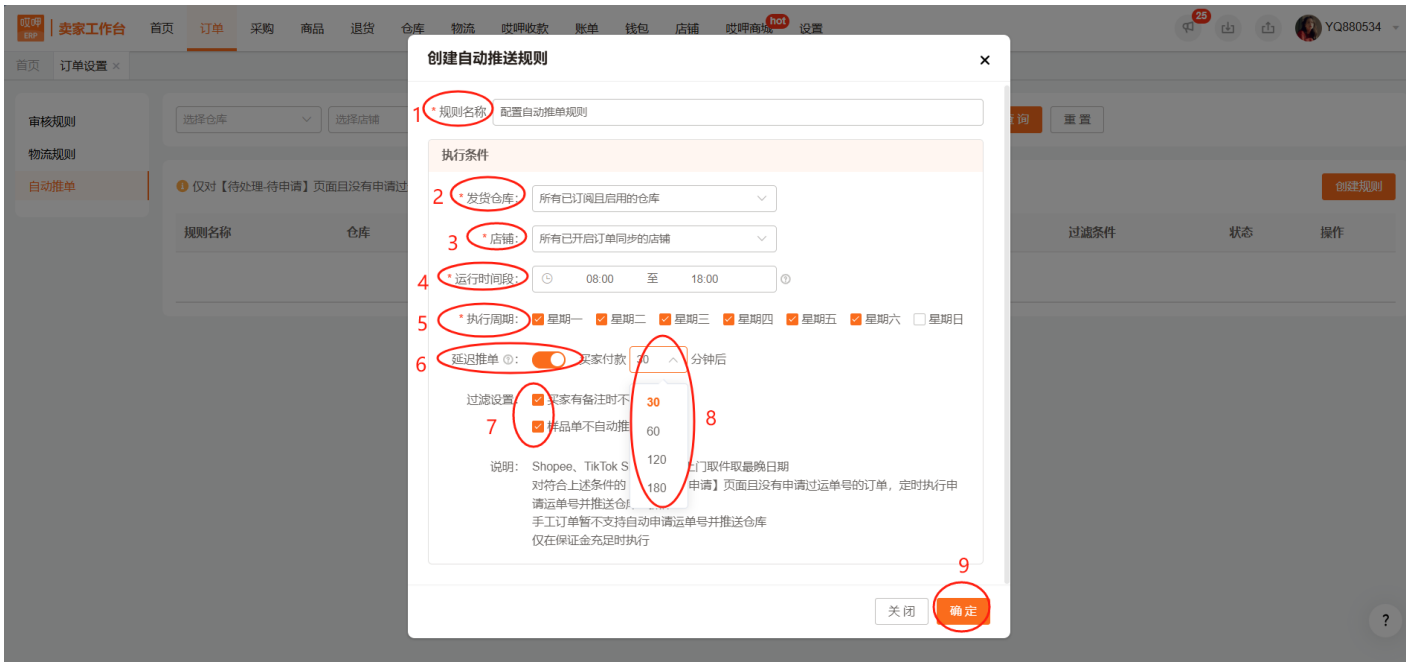 哎呷
ERP
卖家工作台
首页 订单 采购 商品 退货 仓库 物流 哎呷收款 账单 钱包 店铺 哎呷商城 hot 设置
25
YQ880534
首页 订单设置 ×
创建自动推送规则
审核规则
物流规则
自动推单
选择仓库 选择店铺
询 重置
1 * 规则名称 配置自动推单规则
执行条件
仅对【待处理-待申请】页面且没有申请过
创建规则
2 * 发货仓库: 所有已订阅且启用的仓库
规则名称 仓库 过滤条件 状态 操作
3 * 店铺: 所有已开启订单同步的店铺
4 * 运行时间段: 08:00 至 18:00
5 * 执行周期: 星期一 星期二 星期三 星期四 星期五 星期六 星期日
6 延迟推单 : 买家付款 30 分钟后
过滤设置: 买家有备注时不
7 样品单不自动推
30
60
120
180
8
说明: Shopee、TikTok S 上门取件取最晚日期
对符合上述条件的 申请】页面且没有申请过运单号的订单，定时执行申
请运单号并推送仓
手工订单暂不支持自动申请运单号并推送仓库
仅在保证金充足时执行
9
关闭 确定
?